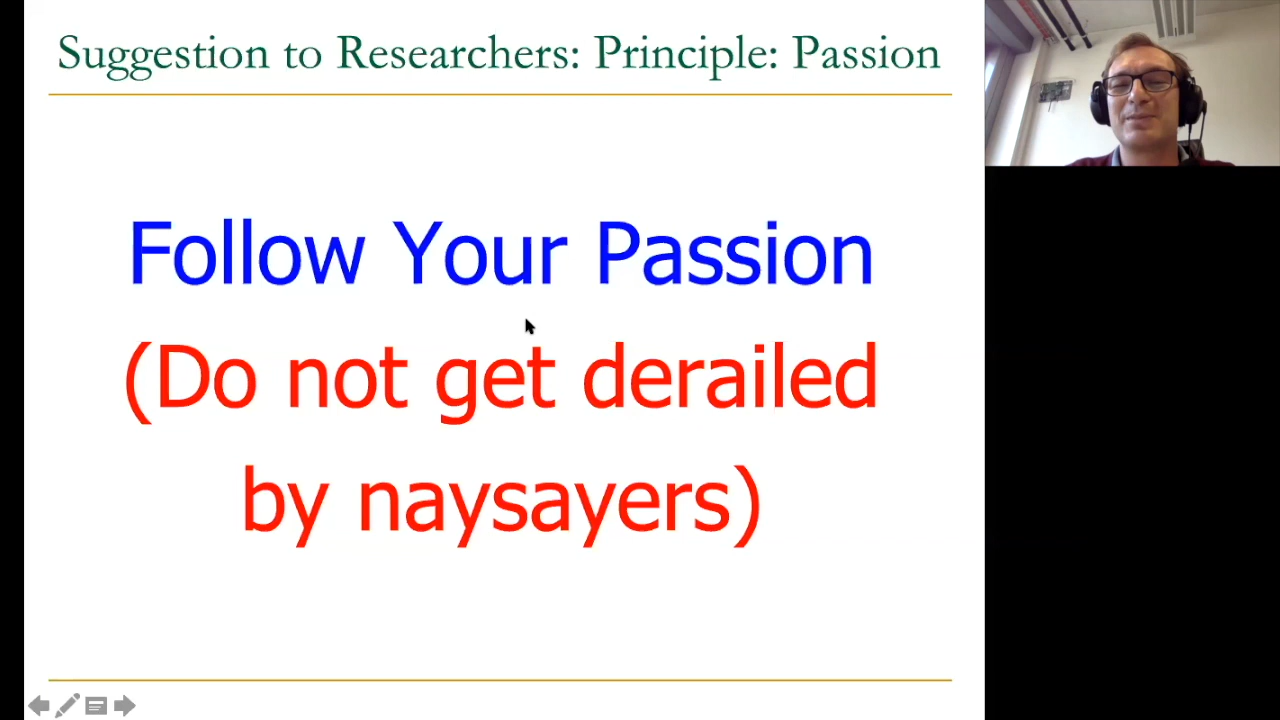 Suggestion to Researchers: Principle: Passion
Follow Your Passion
(Do not get derailed
by naysayers)